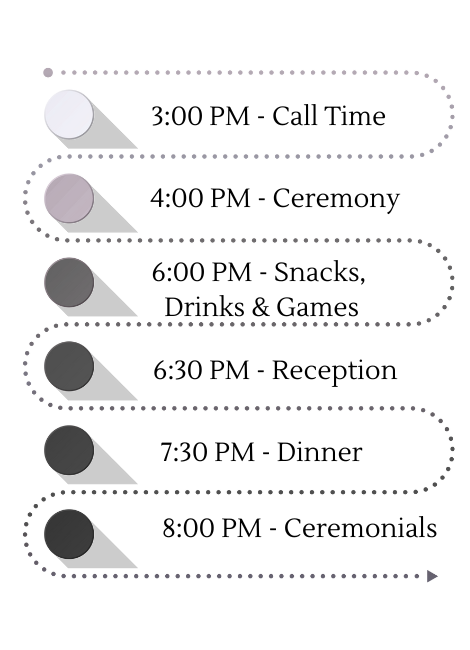 3:00 PM - Call Time
4:00 PM - Ceremony
6:00 PM - Snacks,
Drinks & Games
6:30 PM - Reception
7:30 PM - Dinner
8:00 PM - Ceremonials